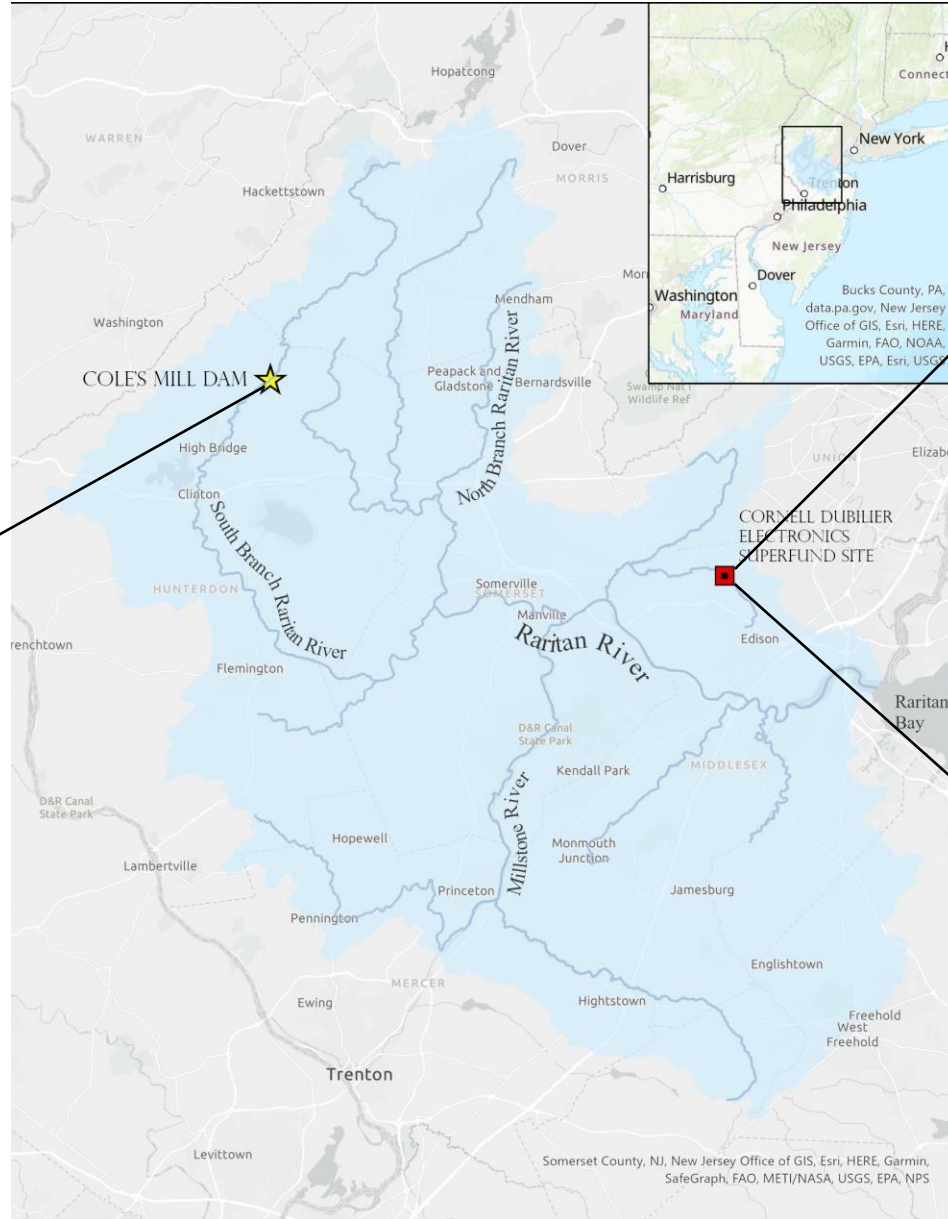 Hopatcong
WARREN
Dover
MORRIS
Hackettstown
Washington
Mendham
COLE'S MILL DAM
Peapack and
Gladstone
Bernardsville
North Branch Raritan River
Swamp Nat'l
Wildlife Ref
High Bridge
Clinton
South Branch Raritan River
HUNTERDON
UNION
Elizab
CORNELL DUBILIER
ELECTRONICS
SUPERFUND SITE
Somerville
SOMERSET
Manville
Raritan River
Edison
renchtown
Flemington
Raritan
Bay
D&R Canal
State Park
Kendall Park
MIDDLESEX
Millstone River
D&R Canal
State Park
Hopewell
Monmouth
Junction
Lambertville
Princeton
Jamesburg
Pennington
Englishtown
MERCER
Ewing
Hightstown
Freehold
West
Freehold
Trenton
Levittown
Somerset County, NJ, New Jersey Office of GIS, Esri, HERE, Garmin,
SafeGraph, FAO, METI/NASA, USGS, EPA, NPS
Connect
New York
Harrisburg
Trenton
Philadelphia
New Jersey
Dover
Washington
Maryland
Bucks County, PA,
data.pa.gov, New Jersey
Office of GIS, Esri, HERE,
Garmin, FAO, NOAA,
USGS, EPA, Esri, USGS